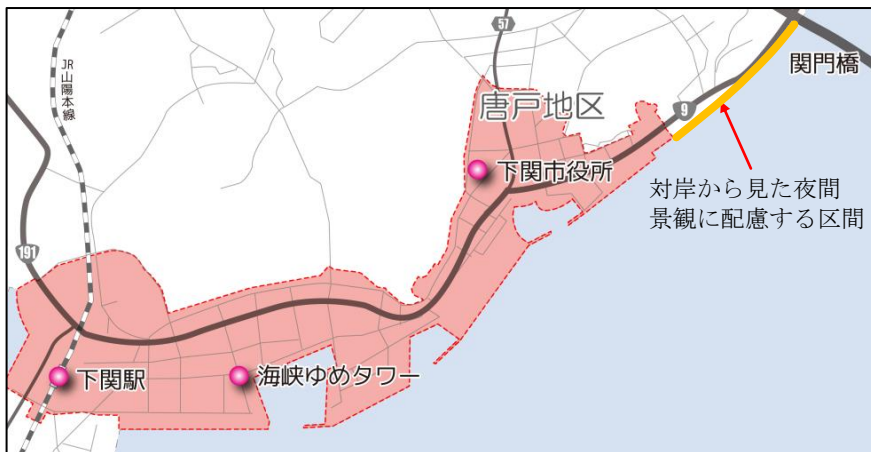 57
関門橋
JR山陽本線
唐戸地区
9
下関市役所
対岸から見た夜間
景観に配慮する区間
191
下関駅
海峡ゆめタワー